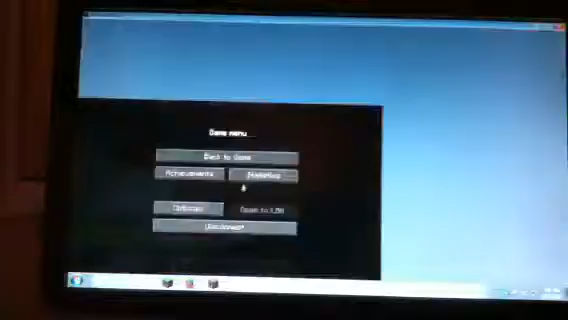 Game menu
Back to Game
Achievements Statistics
Options... Open to LAN
Disconnect